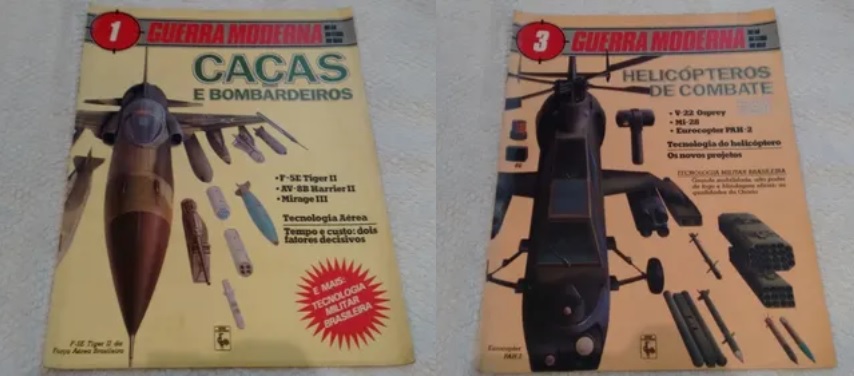 1
GUERRA MODERNA
CAÇAS
E BOMBARDEIROS
• F-5E Tiger II
• AV-8B Harrier II
• Mirage III
Tecnologia Aérea
Tempo e custo: dois
fatores decisivos
E MAIS:
TECNOLOGIA
MILITAR
BRASILEIRA
F-5E Tiger II da
Força Aérea Brasileira
3
GUERRA MODERNA
HELICÓPTEROS
DE COMBATE
• V-22 Osprey
• MI-28
• Eurocopter PAH-2
Tecnologia do helicóptero
Os novos projetos
TECNOLOGIA MILITAR BRASILEIRA
Eurocopter
PAH-2